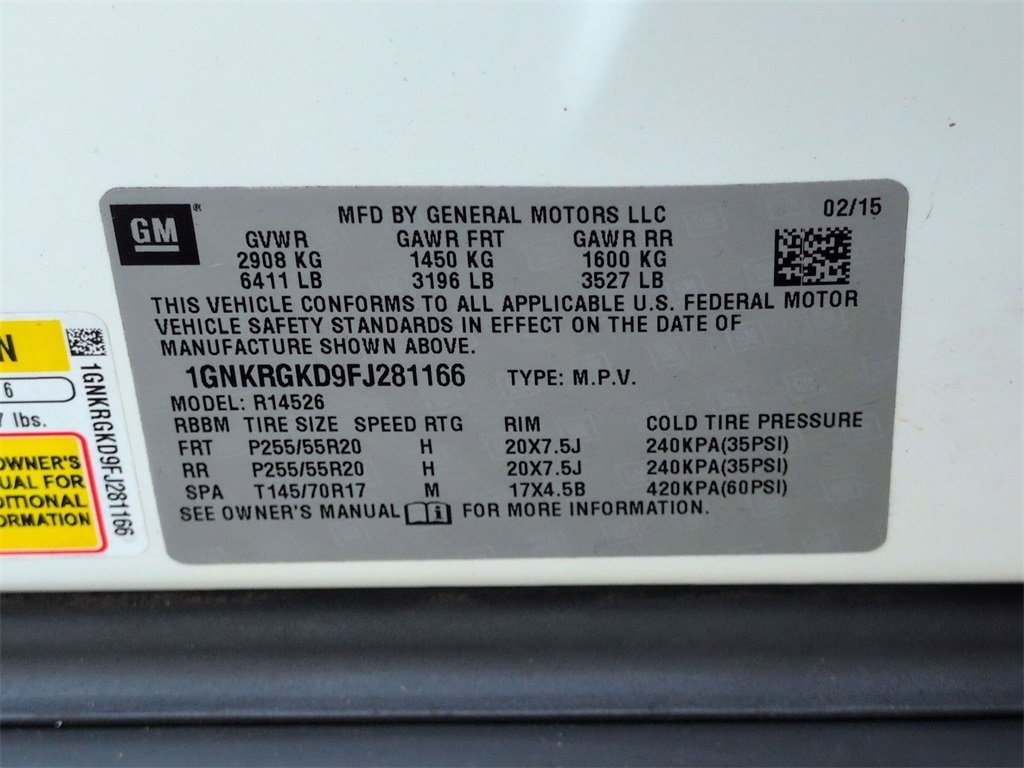 GM ®
MFD BY GENERAL MOTORS LLC 02/15
GVWR GAWR FRT GAWR RR
2908 KG 1450 KG 1600 KG
6411 LB 3196 LB 3527 LB
THIS VEHICLE CONFORMS TO ALL APPLICABLE U.S. FEDERAL MOTOR
VEHICLE SAFETY STANDARDS IN EFFECT ON THE DATE OF
MANUFACTURE SHOWN ABOVE.
1GNKRGKD9FJ281166 TYPE: M.P.V.
MODEL: R14526
RBBM TIRE SIZE SPEED RTG RIM COLD TIRE PRESSURE
FRT P255/55R20 H 20X7.5J 240KPA(35PSI)
RR P255/55R20 H 20X7.5J 240KPA(35PSI)
SPA T145/70R17 M 17X4.5B 420KPA(60PSI)
SEE OWNER'S MANUAL i FOR MORE INFORMATION.
N
6
7 lbs.
OWNER'S
1GNKRGKD9FJ281166